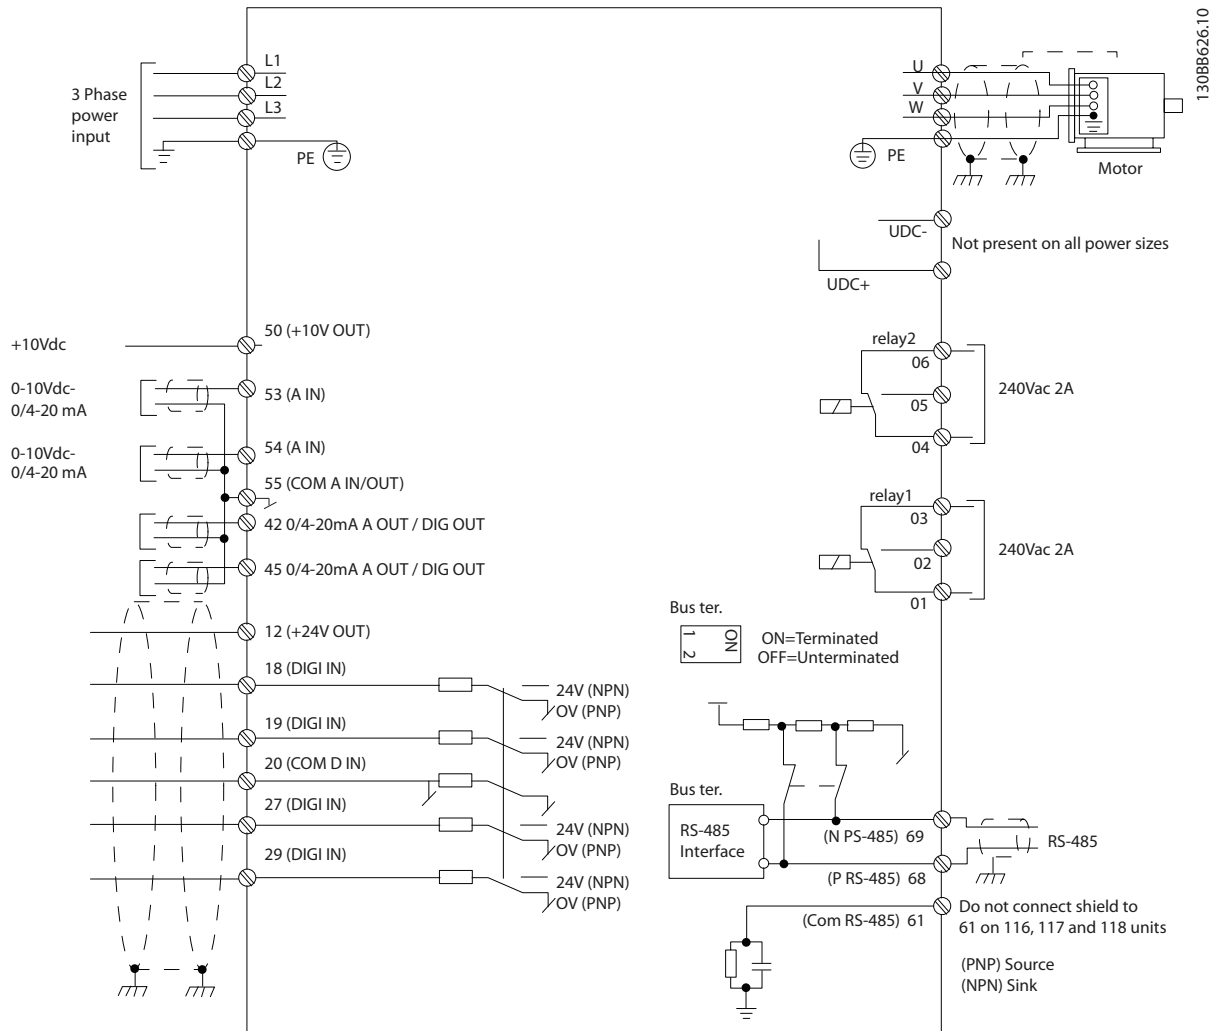 130BB626.10
3 Phase
power
input
L1
L2
L3
PE
U
V
W
PE
Motor
UDC-
Not present on all power sizes
UDC+
+10Vdc
50 (+10V OUT)
0-10Vdc-
0/4-20 mA
53 (A IN)
0-10Vdc-
0/4-20 mA
54 (A IN)
55 (COM A IN/OUT)
42 0/4-20mA A OUT / DIG OUT
45 0/4-20mA A OUT / DIG OUT
12 (+24V OUT)
18 (DIGI IN)
24V (NPN)
OV (PNP)
19 (DIGI IN)
24V (NPN)
OV (PNP)
20 (COM D IN)
27 (DIGI IN)
24V (NPN)
OV (PNP)
29 (DIGI IN)
24V (NPN)
OV (PNP)
relay2
06
05
04
240Vac 2A
relay1
03
02
01
240Vac 2A
Bus ter.
1
2
ON
ON=Terminated
OFF=Unterminated
Bus ter.
RS-485
Interface
(N PS-485) 69
RS-485
(P RS-485) 68
(Com RS-485) 61
Do not connect shield to
61 on 116, 117 and 118 units
(PNP) Source
(NPN) Sink